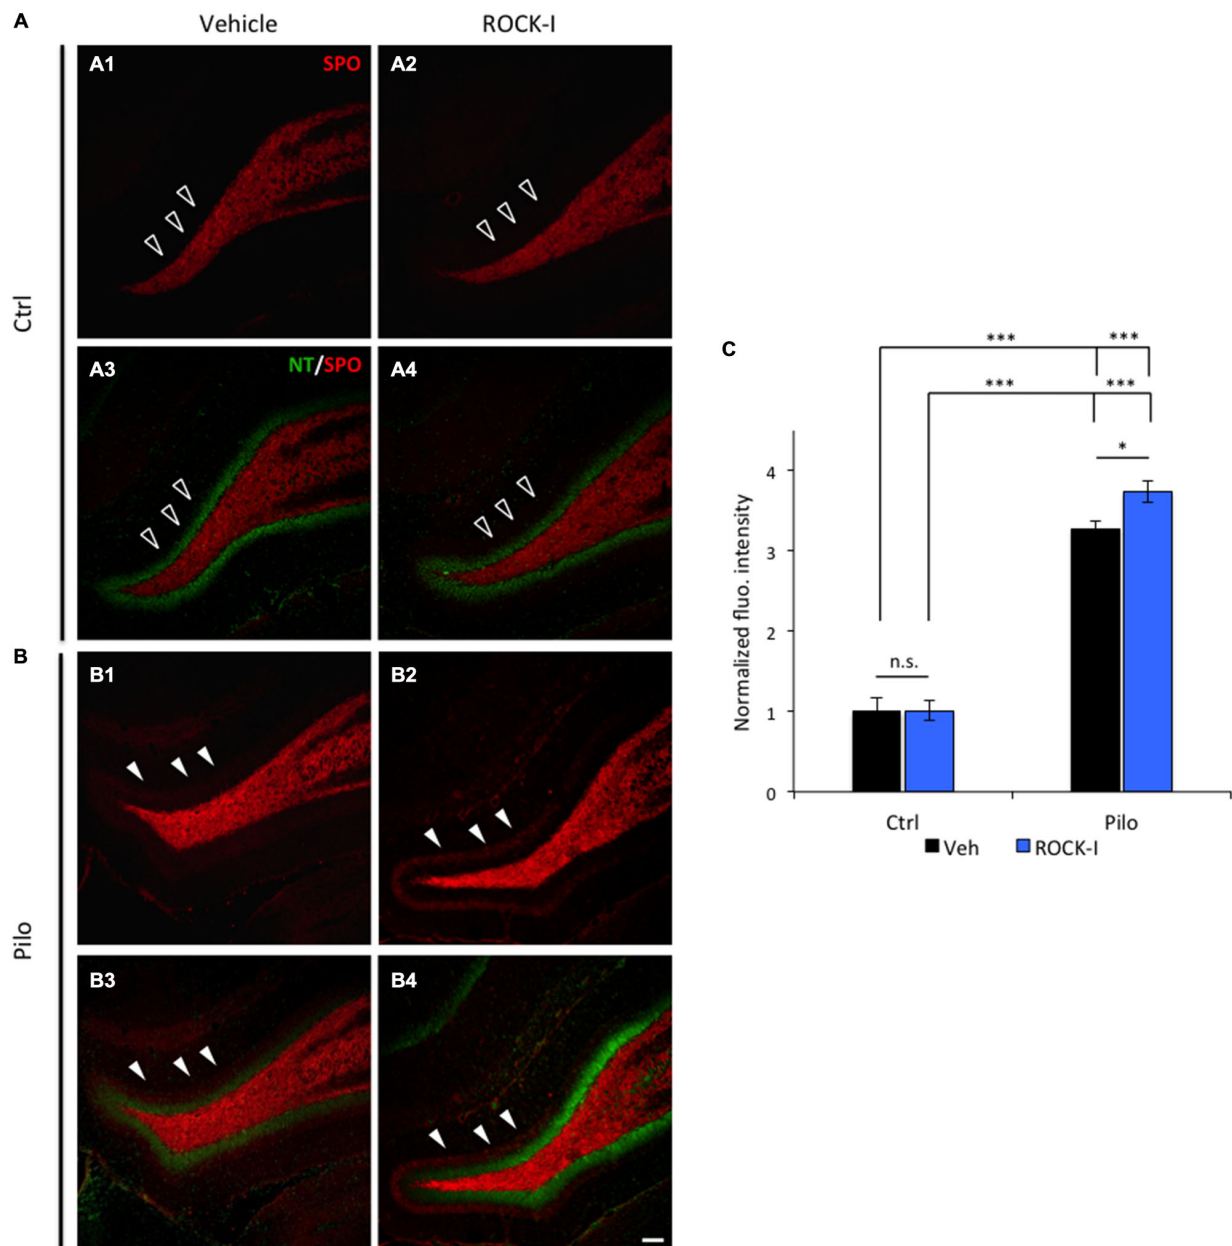 A
Vehicle
ROCK-I
A1
SPO
A2
Ctrl
A3
NT/SPO
A4
B
B1
B2
Pilo
B3
B4
C
***
***
***
***
*
n.s.
Normalized fluo. intensity
4
3
2
1
0
Ctrl
Pilo
Veh
ROCK-I